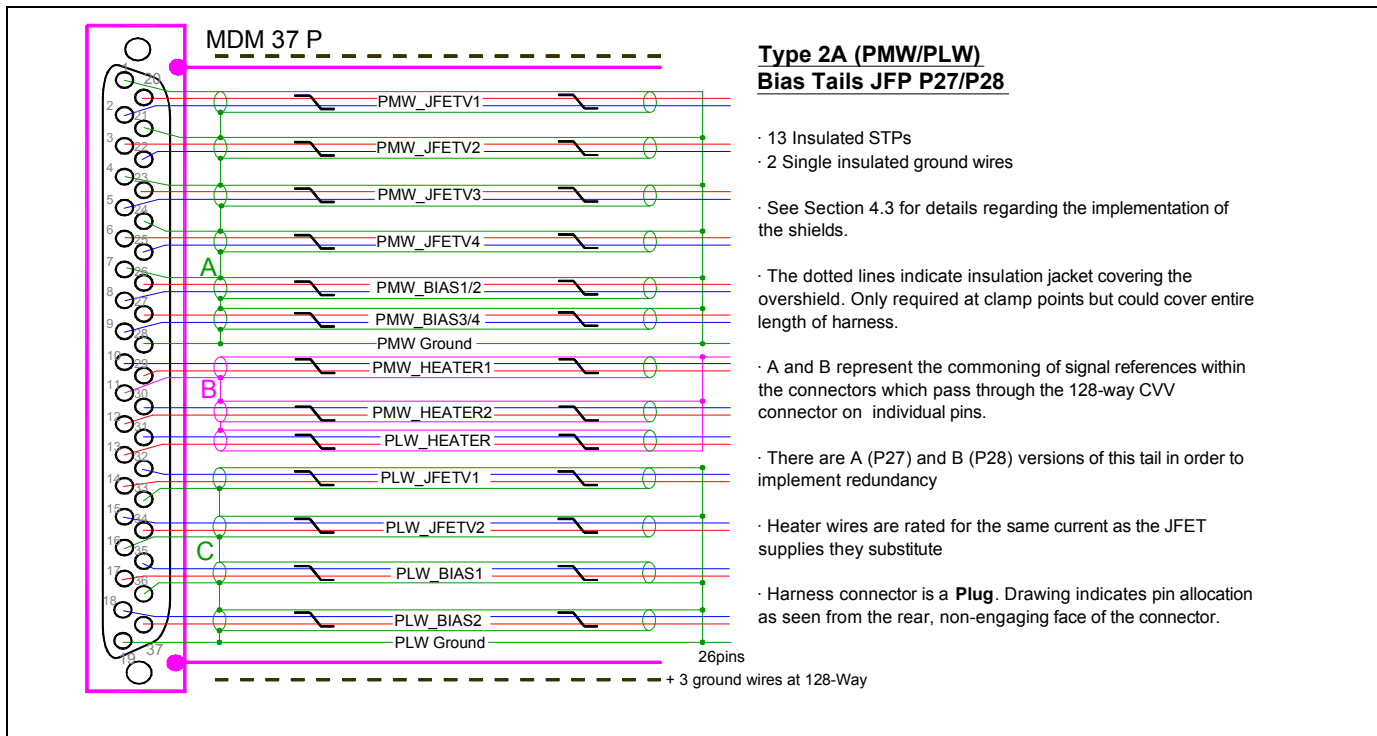 MDM 37 P
1
20
2
21
3
22
4
23
5
24
6
25
7
26
8
27
9
28
10
29
11
30
12
31
13
32
14
33
15
34
16
35
17
36
18
37
19
PMW_JFETV1
PMW_JFETV2
PMW_JFETV3
PMW_JFETV4
A
PMW_BIAS1/2
PMW_BIAS3/4
PMW Ground
PMW_HEATER1
B
PMW_HEATER2
PLW_HEATER
PLW_JFETV1
PLW_JFETV2
C
PLW_BIAS1
PLW_BIAS2
PLW Ground
26pins
+ 3 ground wires at 128-Way
Type 2A (PMW/PLW)
Bias Tails JFP P27/P28
· 13 Insulated STPs
· 2 Single insulated ground wires
· See Section 4.3 for details regarding the implementation of
the shields.
· The dotted lines indicate insulation jacket covering the
overshield. Only required at clamp points but could cover entire
length of harness.
· A and B represent the commoning of signal references within
the connectors which pass through the 128-way CVV
connector on individual pins.
· There are A (P27) and B (P28) versions of this tail in order to
implement redundancy
· Heater wires are rated for the same current as the JFET
supplies they substitute
· Harness connector is a Plug. Drawing indicates pin allocation
as seen from the rear, non-engaging face of the connector.